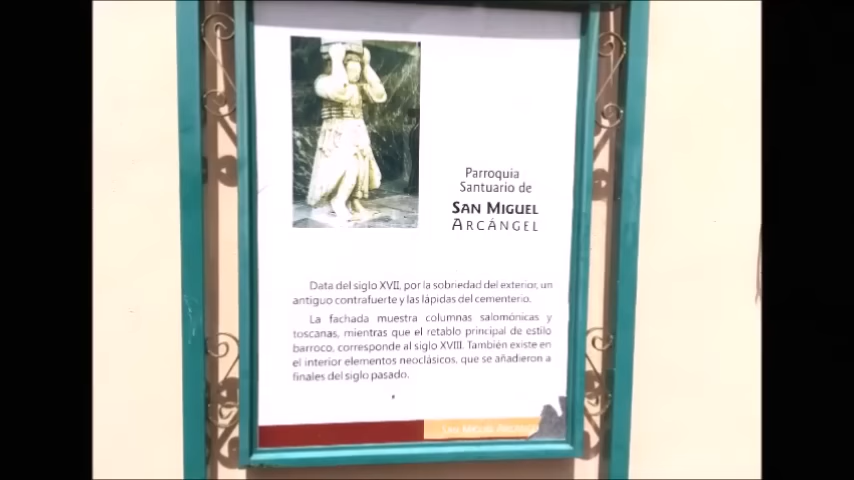 Parroquia
Santuario de
SAN MIGUEL
ARCÁNGEL
Data del siglo XVII, por la sobriedad del exterior, un
antiguo contrafuerte y las lápidas del cementerio.
La fachada muestra columnas salomónicas y
toscanas, mientras que el retablo principal de estilo
barroco, corresponde al siglo XVIII. También existe en
el interior elementos neoclásicos, que se añadieron a
finales del siglo pasado.
SAN MIGUEL ARCÁNGEL